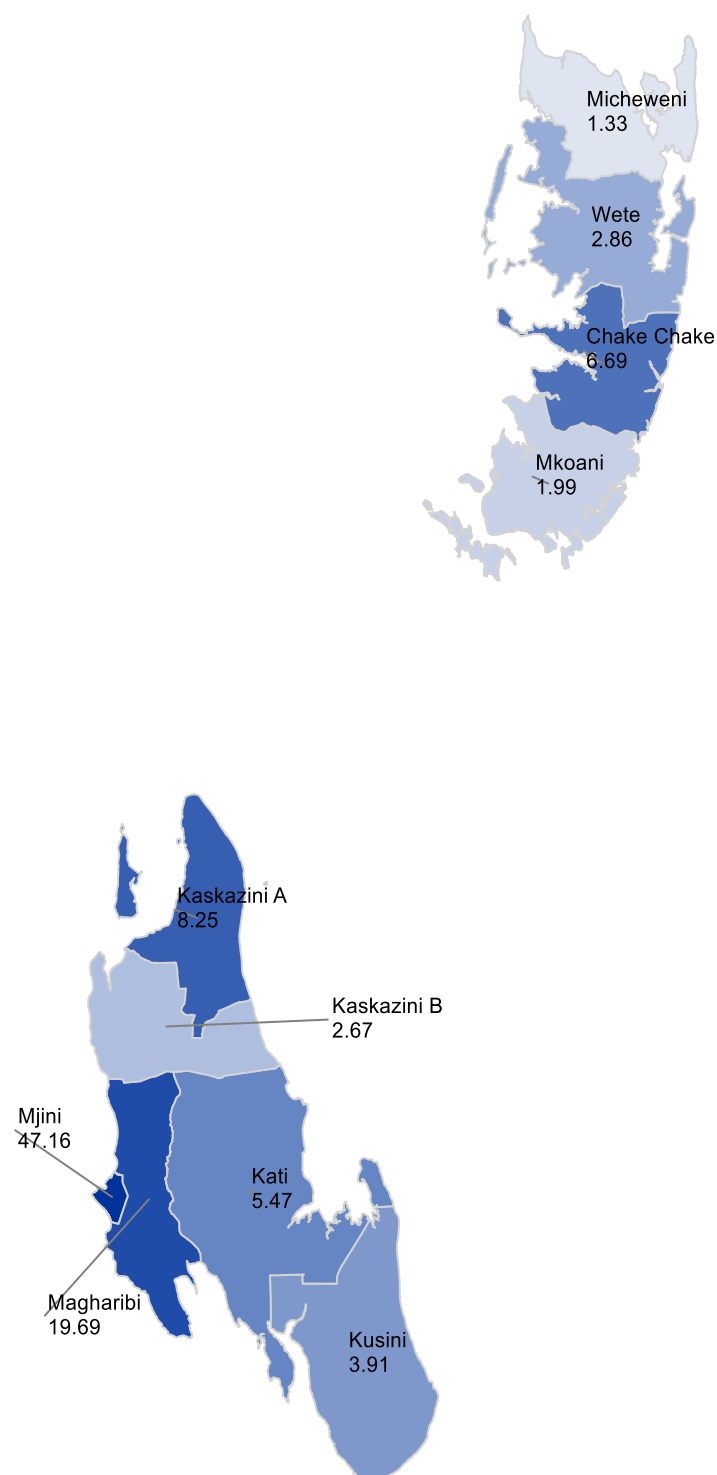 Micheweni
1.33
Wete
2.86
Chake Chake
6.69
Mkoani
1.99
Kaskazini A
8.25
Kaskazini B
2.67
Mjini
47.16
Kati
5.47
Magharibi
19.69
Kusini
3.91